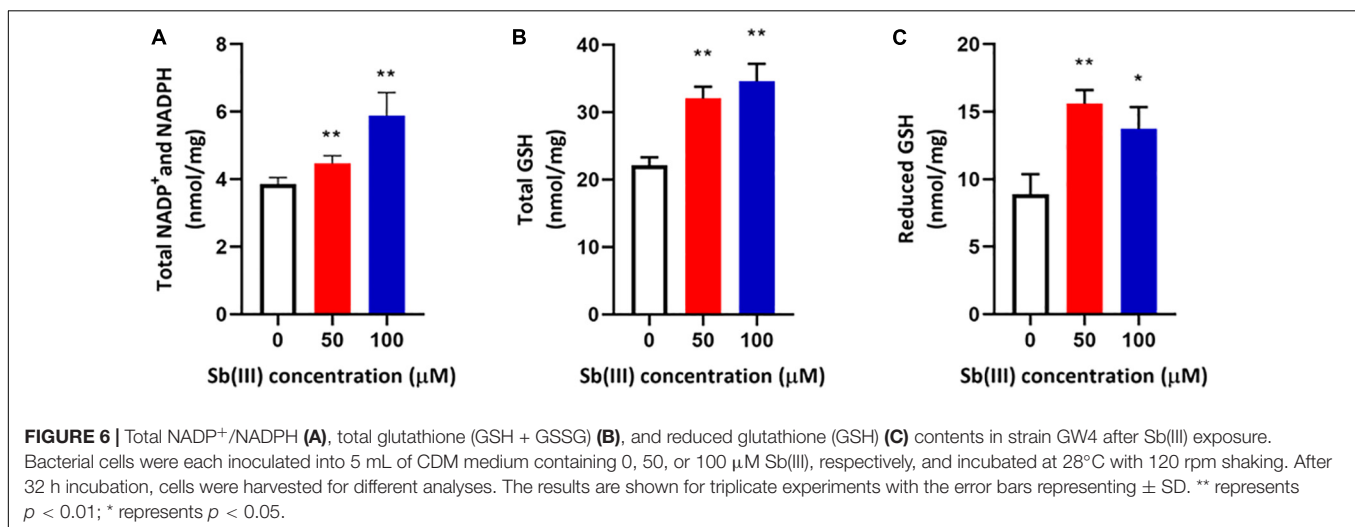 A
Total NADP+ and NADPH
(nmol/mg)
8
6
4
2
0
**
**
0 50 100
Sb(III) concentration (μM)
B
Total GSH
(nmol/mg)
40
30
20
10
0
**
**
0 50 100
Sb(III) concentration (μM)
C
Reduced GSH
(nmol/mg)
20
15
10
5
0
**
*
0 50 100
Sb(III) concentration (μM)
FIGURE 6 | Total NADP+/NADPH (A), total glutathione (GSH + GSSG) (B), and reduced glutathione (GSH) (C) contents in strain GW4 after Sb(III) exposure.
Bacterial cells were each inoculated into 5 mL of CDM medium containing 0, 50, or 100 μM Sb(III), respectively, and incubated at 28°C with 120 rpm shaking. After
32 h incubation, cells were harvested for different analyses. The results are shown for triplicate experiments with the error bars representing ± SD. ** represents
p < 0.01; * represents p < 0.05.